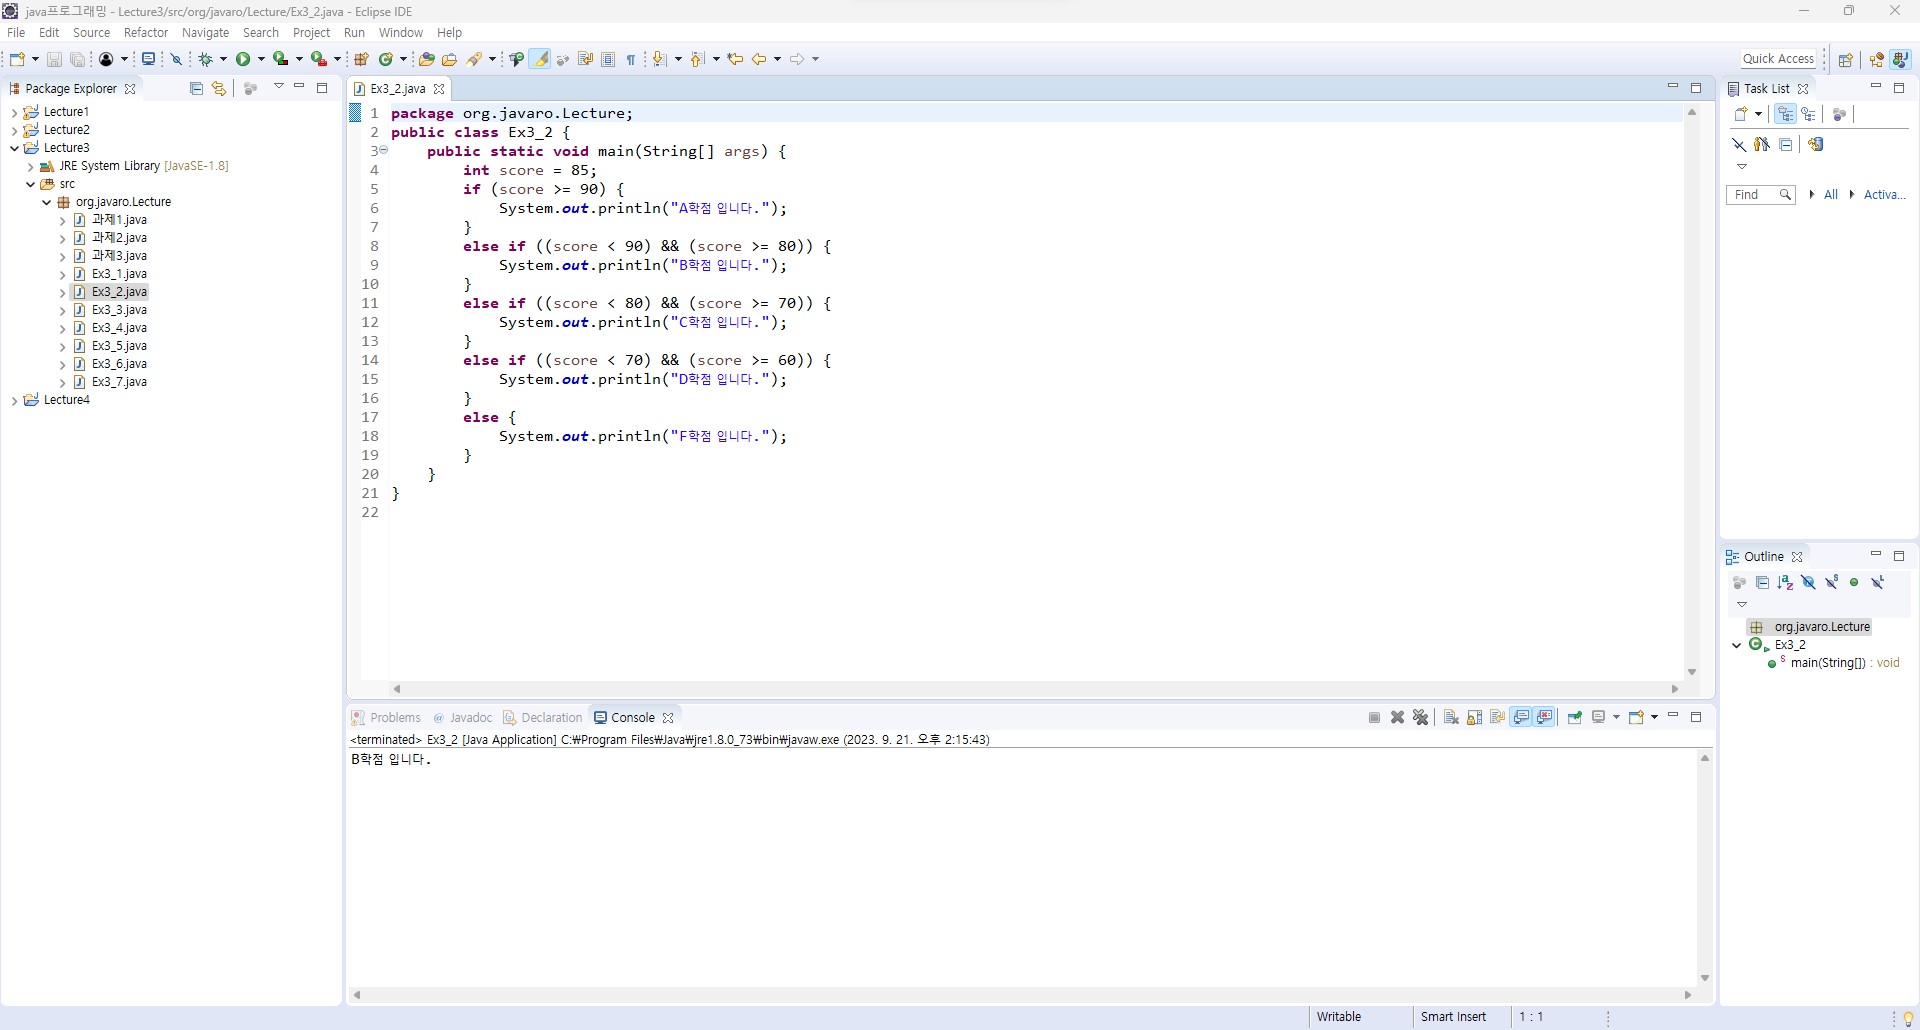 java프로그래밍 - Lecture3/src/org/javaro/Lecture/Ex3_2.java - Eclipse IDE
File Edit Source Refactor Navigate Search Project Run Window Help
Quick Access
Package Explorer
Lecture1
Lecture2
Lecture3
JRE System Library [JavaSE-1.8]
src
org.javaro.Lecture
과제1.java
과제2.java
과제3.java
Ex3_1.java
Ex3_2.java
Ex3_3.java
Ex3_4.java
Ex3_5.java
Ex3_6.java
Ex3_7.java
Lecture4
Ex3_2.java
1 package org.javaro.Lecture;
2 public class Ex3_2 {
3 public static void main(String[] args) {
4 int score = 85;
5 if (score >= 90) {
6 System.out.println("A학점 입니다.");
7 }
8 else if ((score < 90) && (score >= 80)) {
9 System.out.println("B학점 입니다.");
10 }
11 else if ((score < 80) && (score >= 70)) {
12 System.out.println("C학점 입니다.");
13 }
14 else if ((score < 70) && (score >= 60)) {
15 System.out.println("D학점 입니다.");
16 }
17 else {
18 System.out.println("F학점 입니다.");
19 }
20 }
21 }
22
Problems @ Javadoc Declaration Console
<terminated> Ex3_2 [Java Application] C:₩Program Files₩Java₩jre1.8.0_73₩bin₩javaw.exe (2023. 9. 21. 오후 2:15:43)
B학점 입니다.
Task List
Find All Activa...
Outline
org.javaro.Lecture
Ex3_2
main(String[]) : void
Writable Smart Insert 1 : 1